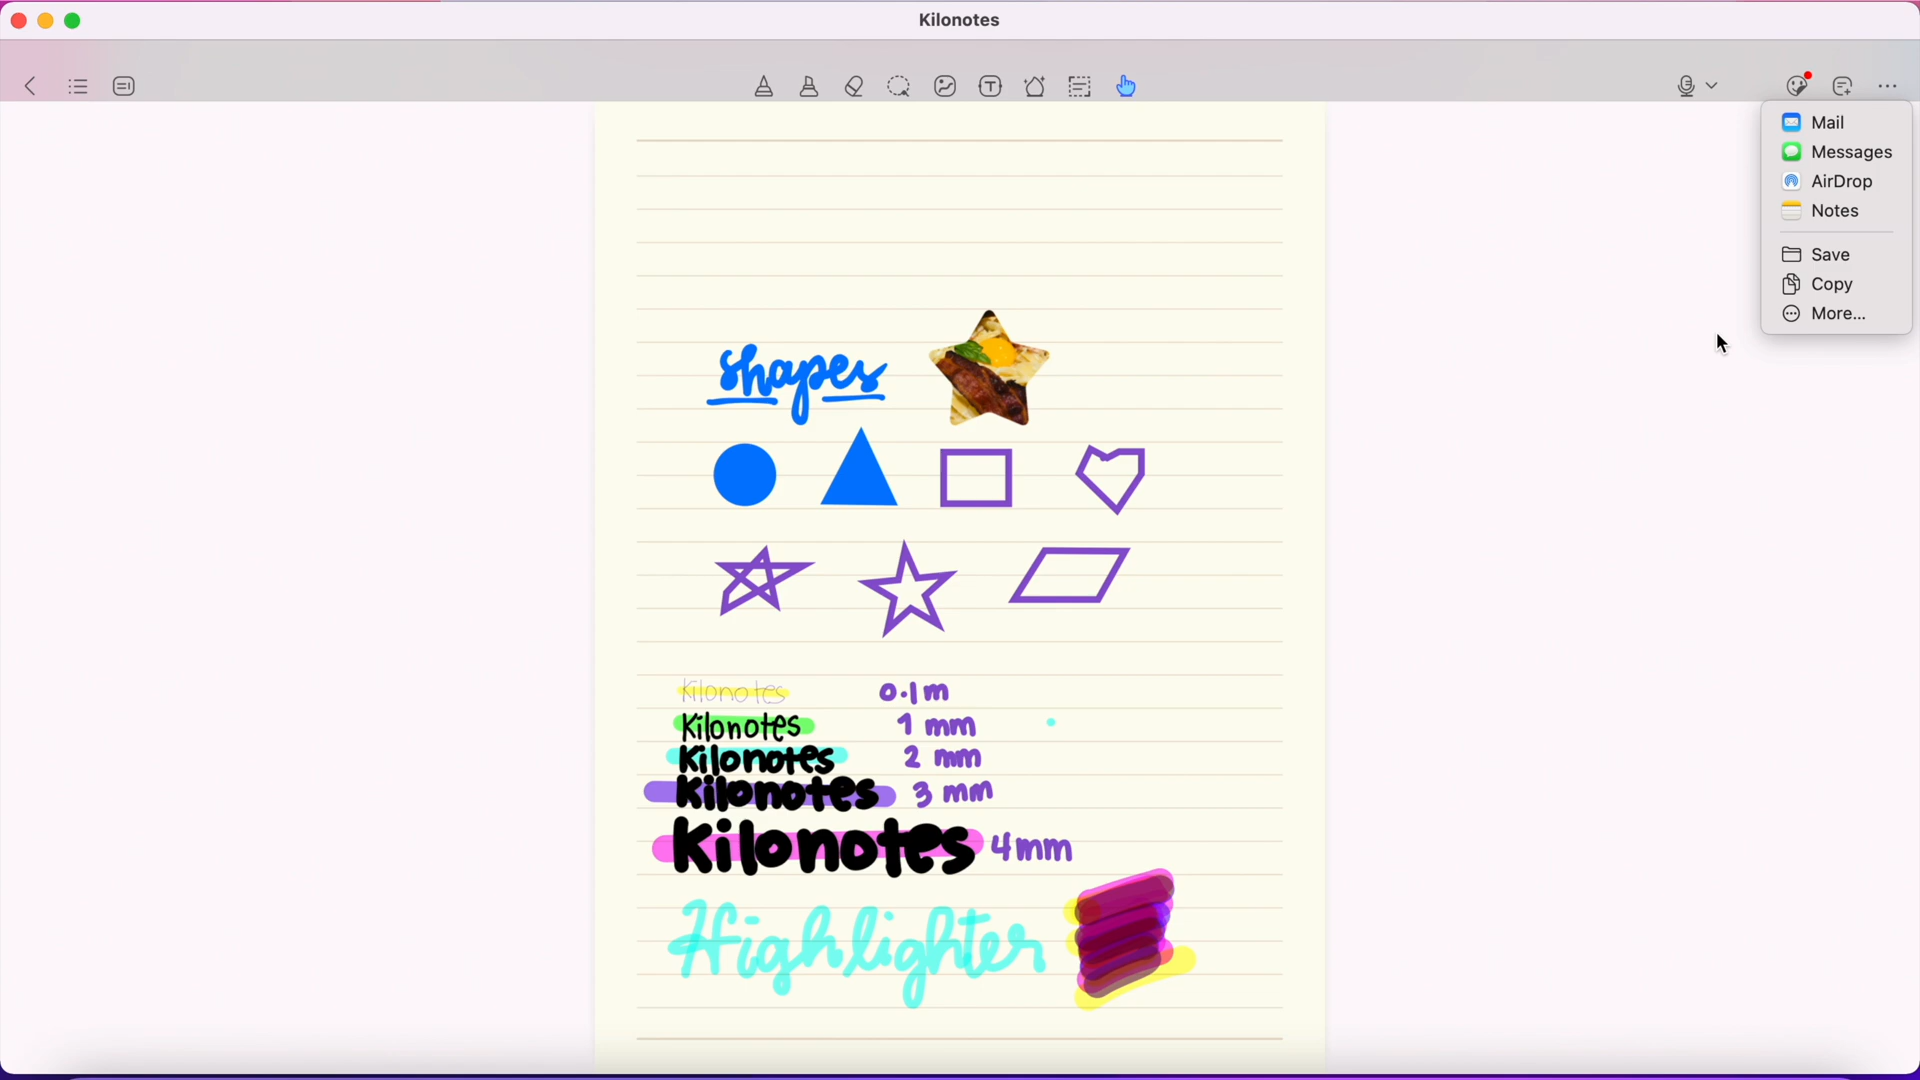 Kilonotes
Mail
Messages
AirDrop
Notes
Save
Copy
More...
shapes
Kilonotes 0.1m
Kilonotes 1 mm
Kilonotes 2 mm
Kilonotes 3 mm
Kilonotes 4mm
Highlighter